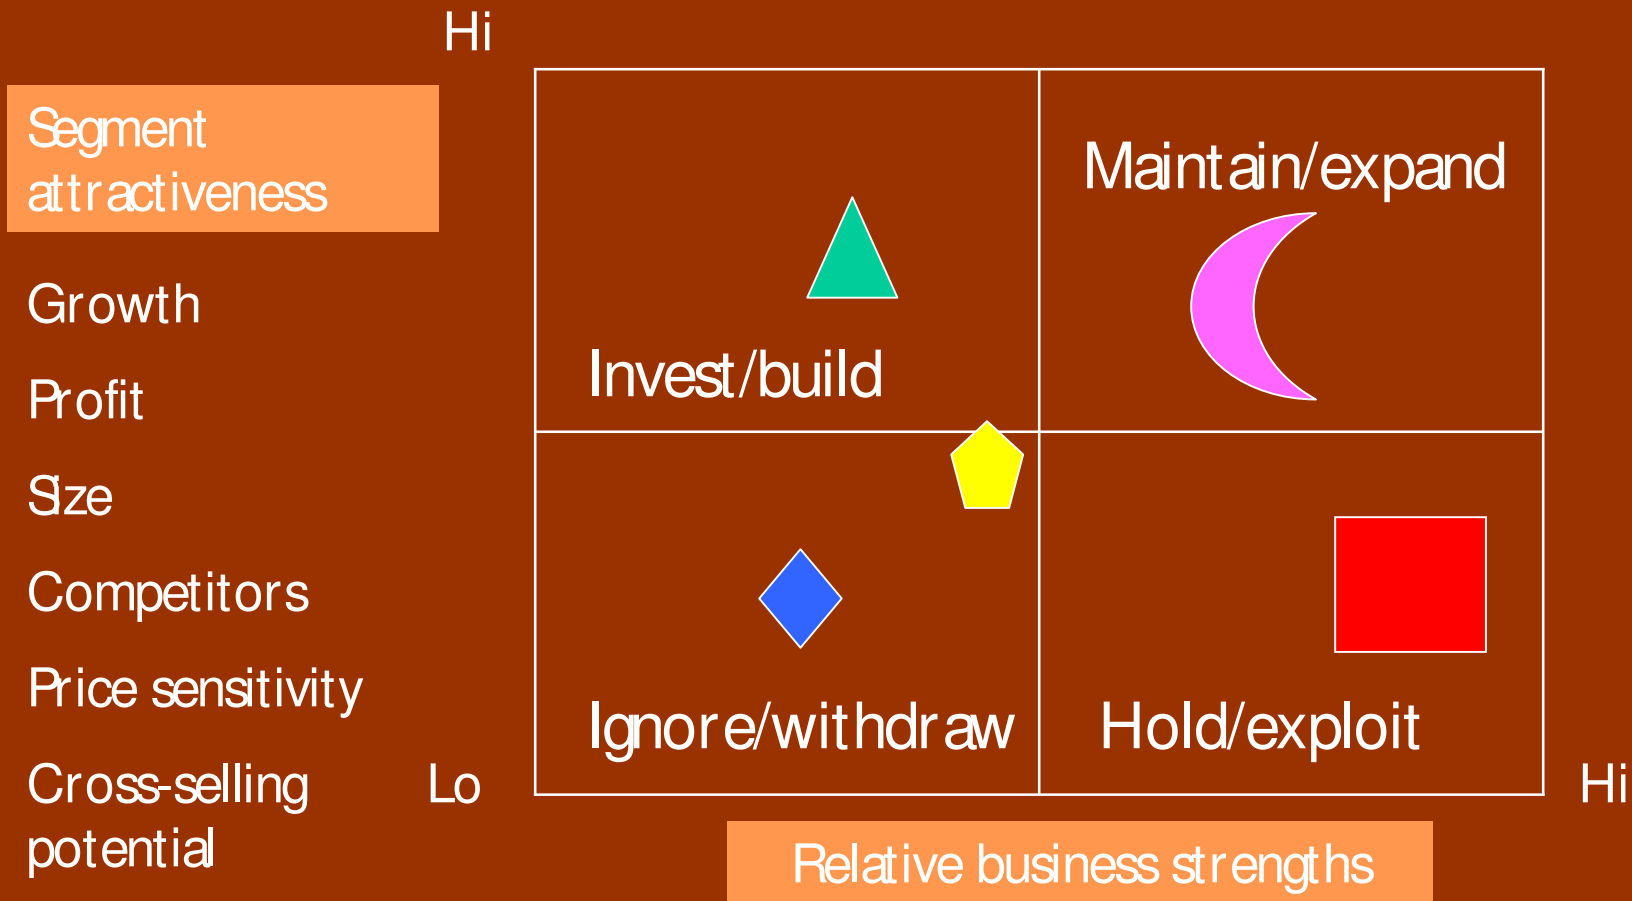 Hi
Segment
attractiveness
Maintain/expand
Growth
Invest/build
Profit
Size
Competitors
Price sensitivity
Ignore/withdraw
Hold/exploit
Cross-selling
potential
Lo
Hi
Relative business strengths